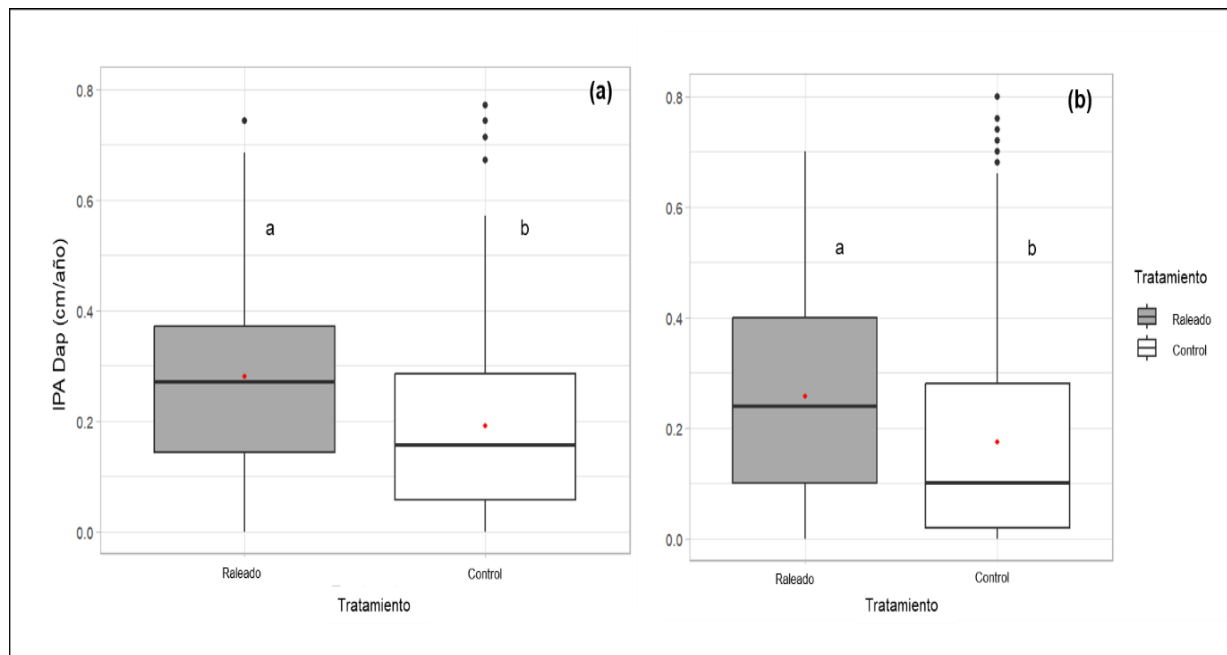 (a)
0.8
0.6
0.4
0.2
0.0
IPA Dap (cm/año)
a
b
Raleado
Control
Tratamiento
(b)
0.8
0.6
0.4
0.2
0.0
a
b
Raleado
Control
Tratamiento
Tratamiento
Raleado
Control